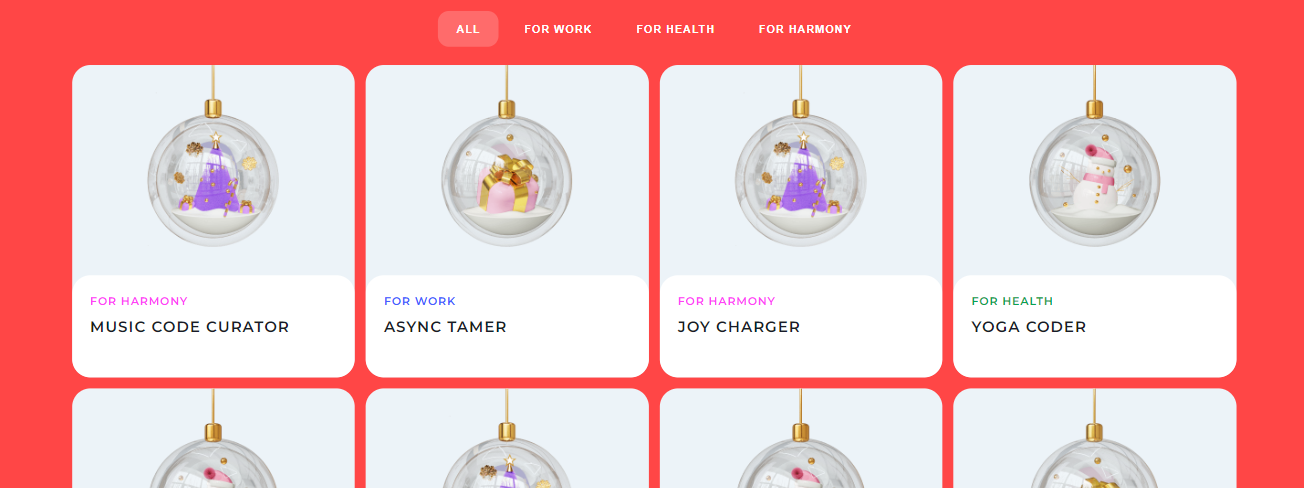 ALL
FOR WORK
FOR HEALTH
FOR HARMONY
FOR HARMONY
MUSIC CODE CURATOR
FOR WORK
ASYNC TAMER
FOR HARMONY
JOY CHARGER
FOR HEALTH
YOGA CODER